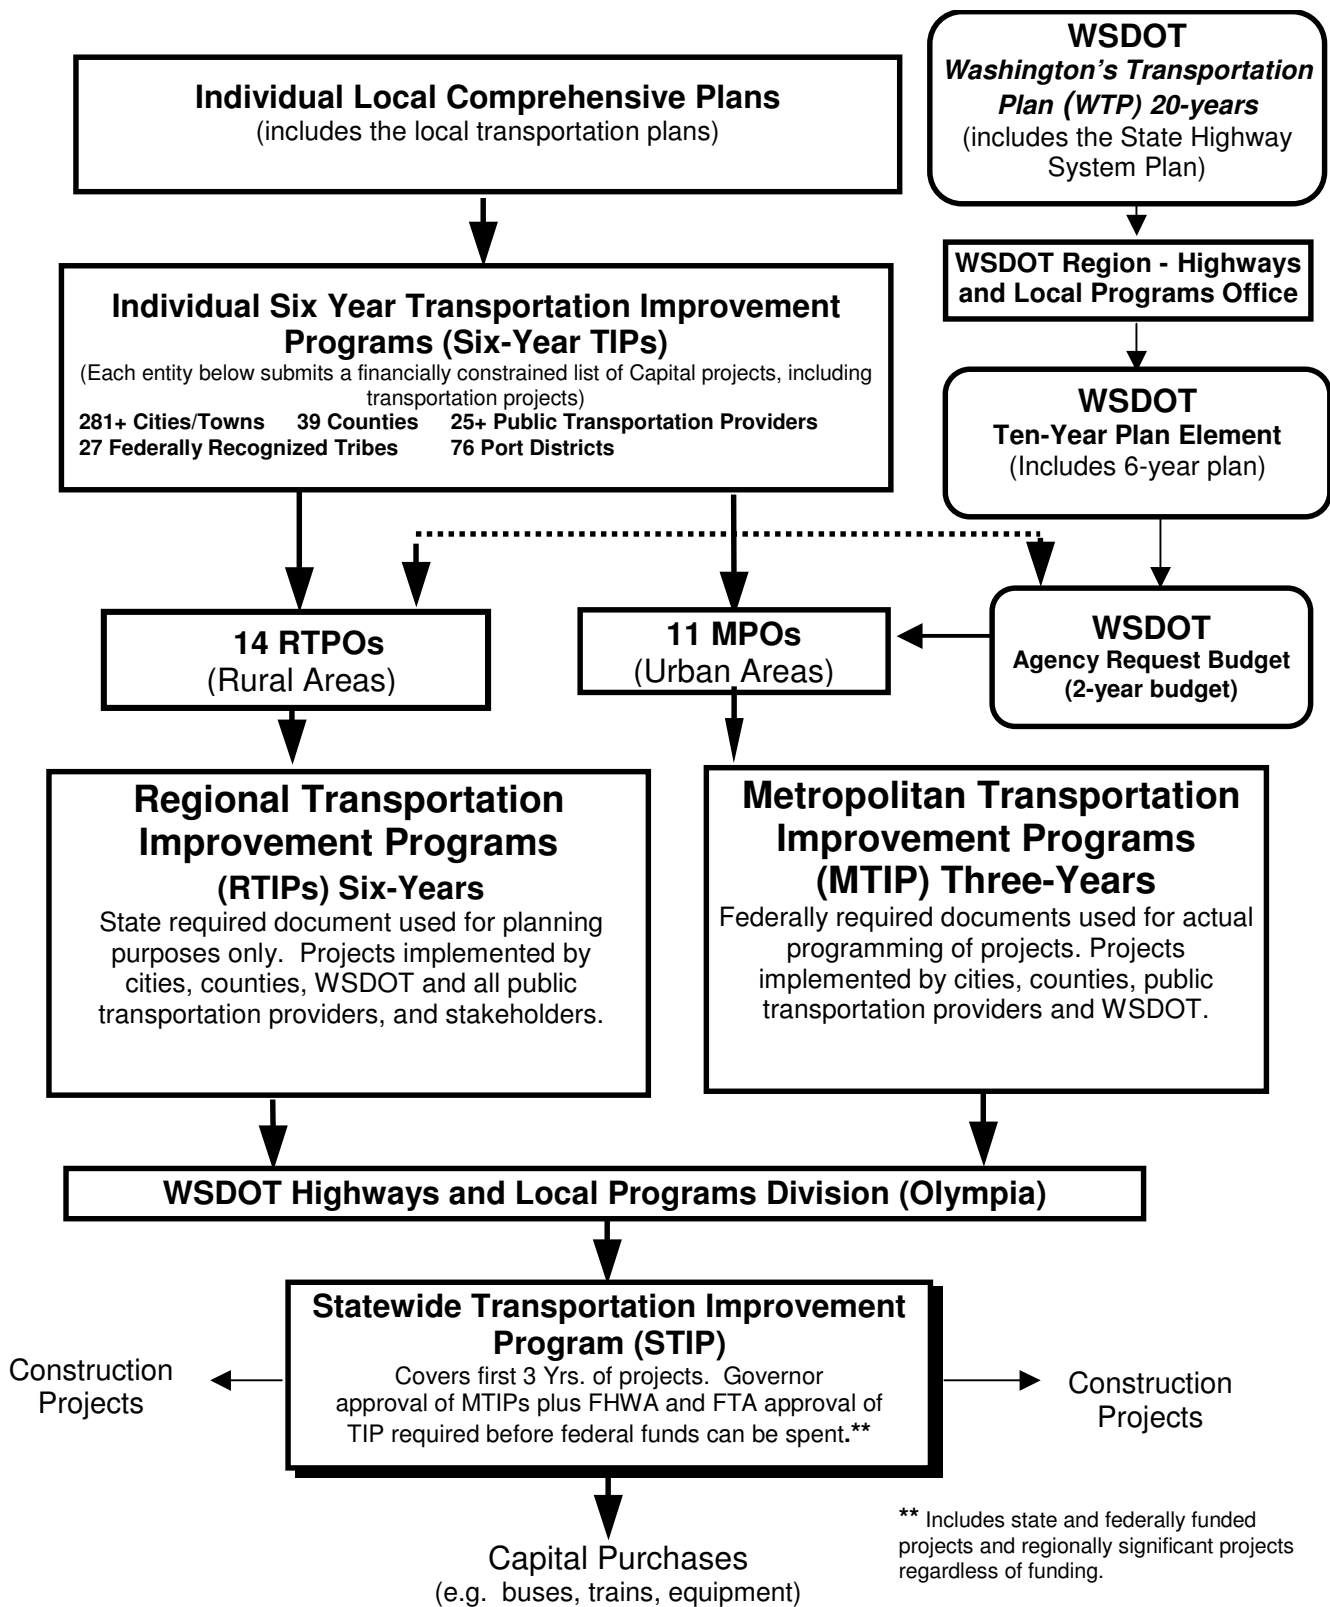 Individual Local Comprehensive Plans
(includes the local transportation plans)
WSDOT
Washington's Transportation
Plan (WTP) 20-years
(includes the State Highway
System Plan)
WSDOT Region - Highways
and Local Programs Office
Individual Six Year Transportation Improvement
Programs (Six-Year TIPs)
(Each entity below submits a financially constrained list of Capital projects, including
transportation projects)
281+ Cities/Towns 39 Counties 25+ Public Transportation Providers
27 Federally Recognized Tribes 76 Port Districts
WSDOT
Ten-Year Plan Element
(Includes 6-year plan)
14 RTPOs
(Rural Areas)
11 MPOs
(Urban Areas)
WSDOT
Agency Request Budget
(2-year budget)
Regional Transportation
Improvement Programs
(RTIPs) Six-Years
State required document used for planning
purposes only. Projects implemented by
cities, counties, WSDOT and all public
transportation providers, and stakeholders.
Metropolitan Transportation
Improvement Programs
(MTIP) Three-Years
Federally required documents used for actual
programming of projects. Projects
implemented by cities, counties, public
transportation providers and WSDOT.
WSDOT Highways and Local Programs Division (Olympia)
Statewide Transportation Improvement
Program (STIP)
Covers first 3 Yrs. of projects. Governor
approval of MTIPs plus FHWA and FTA approval of
TIP required before federal funds can be spent.**
Construction
Projects
Construction
Projects
Capital Purchases
(e.g. buses, trains, equipment)
** Includes state and federally funded
projects and regionally significant projects
regardless of funding.